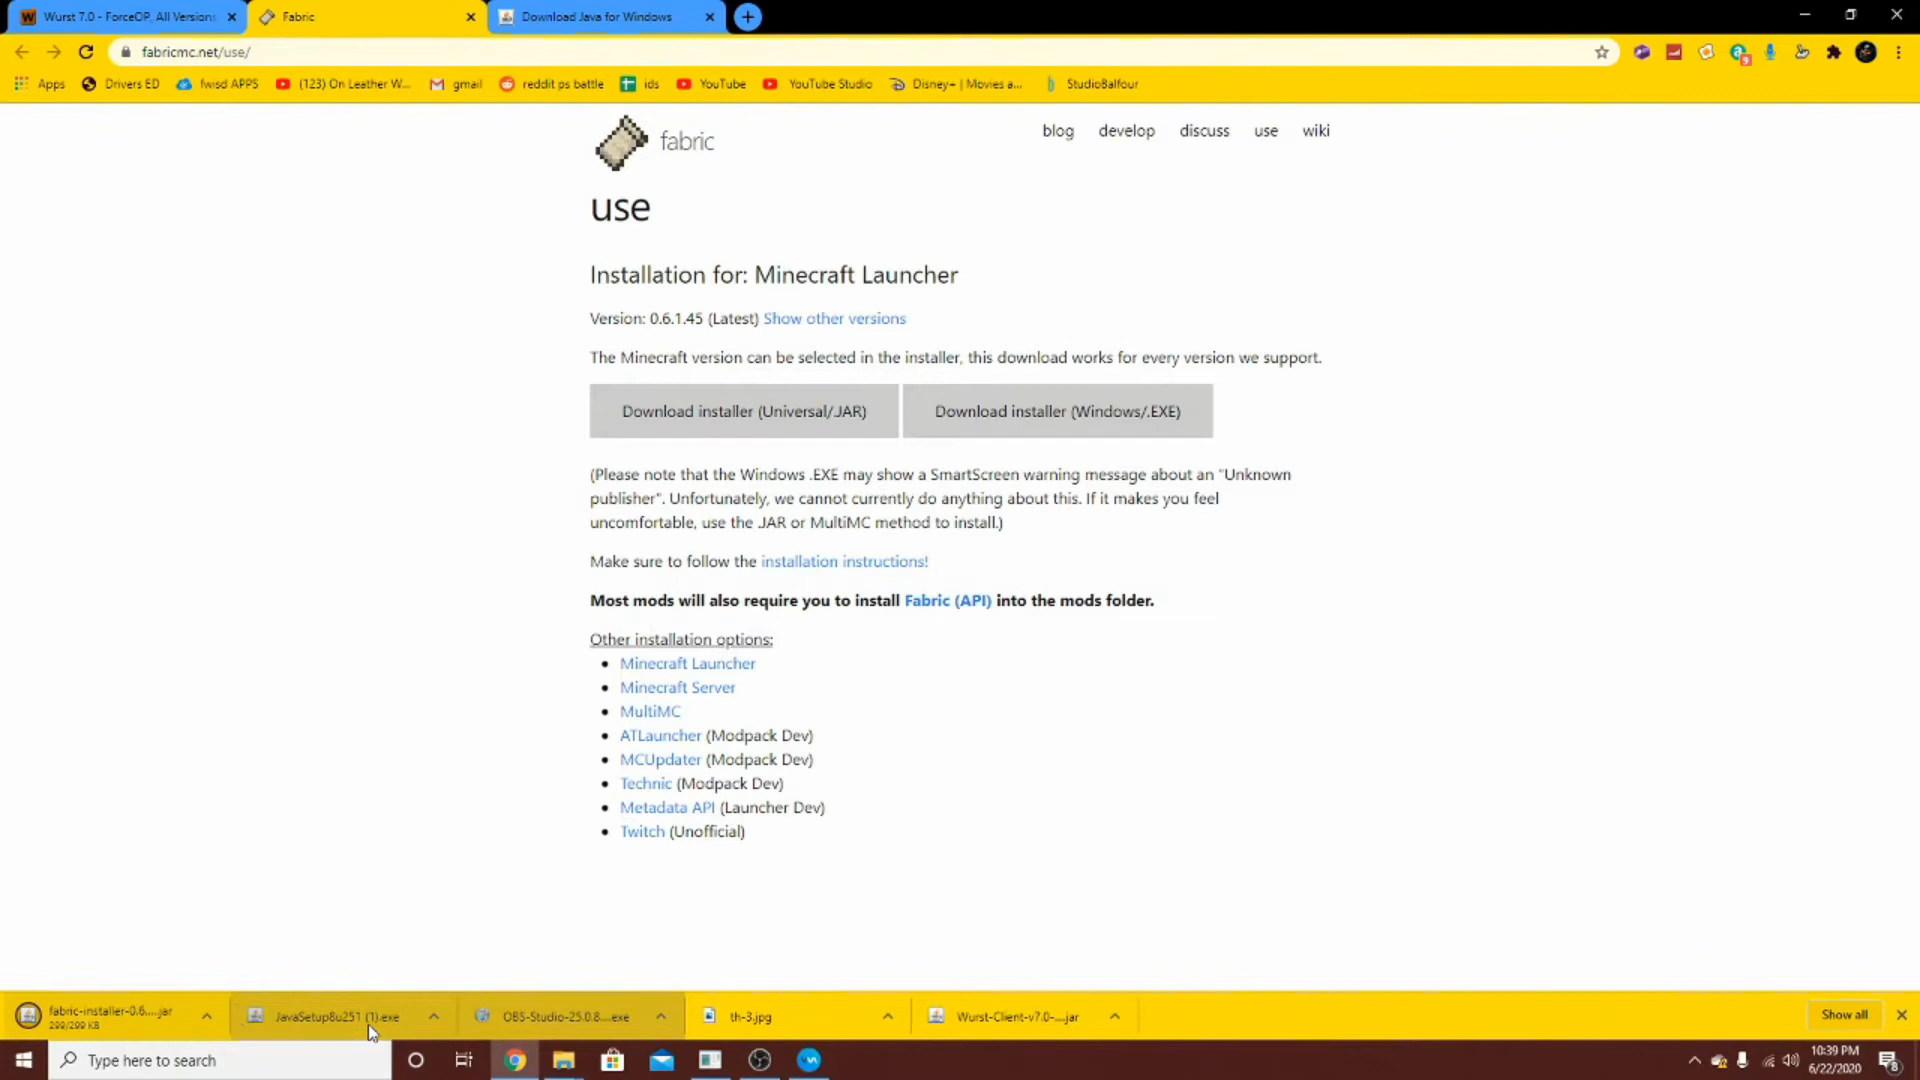 Wurst 7.0 - ForceOP, All Versions
Fabric
Download Java for Windows
fabricmc.net/use/
Apps
Drivers ED
fwisd APPS
(123) On Leather W...
gmail
reddit ps battle
ids
YouTube
YouTube Studio
Disney+ | Movies a...
StudioBalfour
fabric
blog
develop
discuss
use
wiki
use
Installation for: Minecraft Launcher
Version: 0.6.1.45 (Latest) Show other versions
The Minecraft version can be selected in the installer, this download works for every version we support.
Download installer (Universal/.JAR)
Download installer (Windows/.EXE)
(Please note that the Windows .EXE may show a SmartScreen warning message about an "Unknown
publisher". Unfortunately, we cannot currently do anything about this. If it makes you feel
uncomfortable, use the .JAR or MultiMC method to install.)
Make sure to follow the installation instructions!
Most mods will also require you to install Fabric (API) into the mods folder.
Other installation options:
Minecraft Launcher
Minecraft Server
MultiMC
ATLauncher (Modpack Dev)
MCUpdater (Modpack Dev)
Technic (Modpack Dev)
Metadata API (Launcher Dev)
Twitch (Unofficial)
fabric-installer-0.6....jar
299/299 KB
JavaSetup8u251 (1).exe
OBS-Studio-25.0.8....exe
th-3.jpg
Wurst-Client-v7.0-....jar
Show all
Type here to search
10:39 PM
6/22/2020